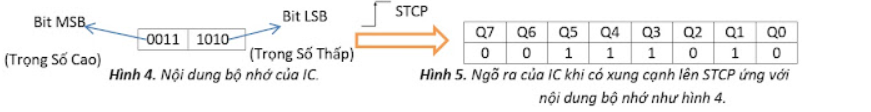 Bit MSB
Bit LSB
STCP
0011 1010
(Trọng Số Cao)
(Trọng Số Thấp)
Q7 Q6 Q5 Q4 Q3 Q2 Q1 Q0
0 0 1 1 1 0 1 0
Hình 4. Nội dung bộ nhớ của IC.
Hình 5. Ngõ ra của IC khi có xung cạnh lên STCP ứng với
nội dung bộ nhớ như hình 4.